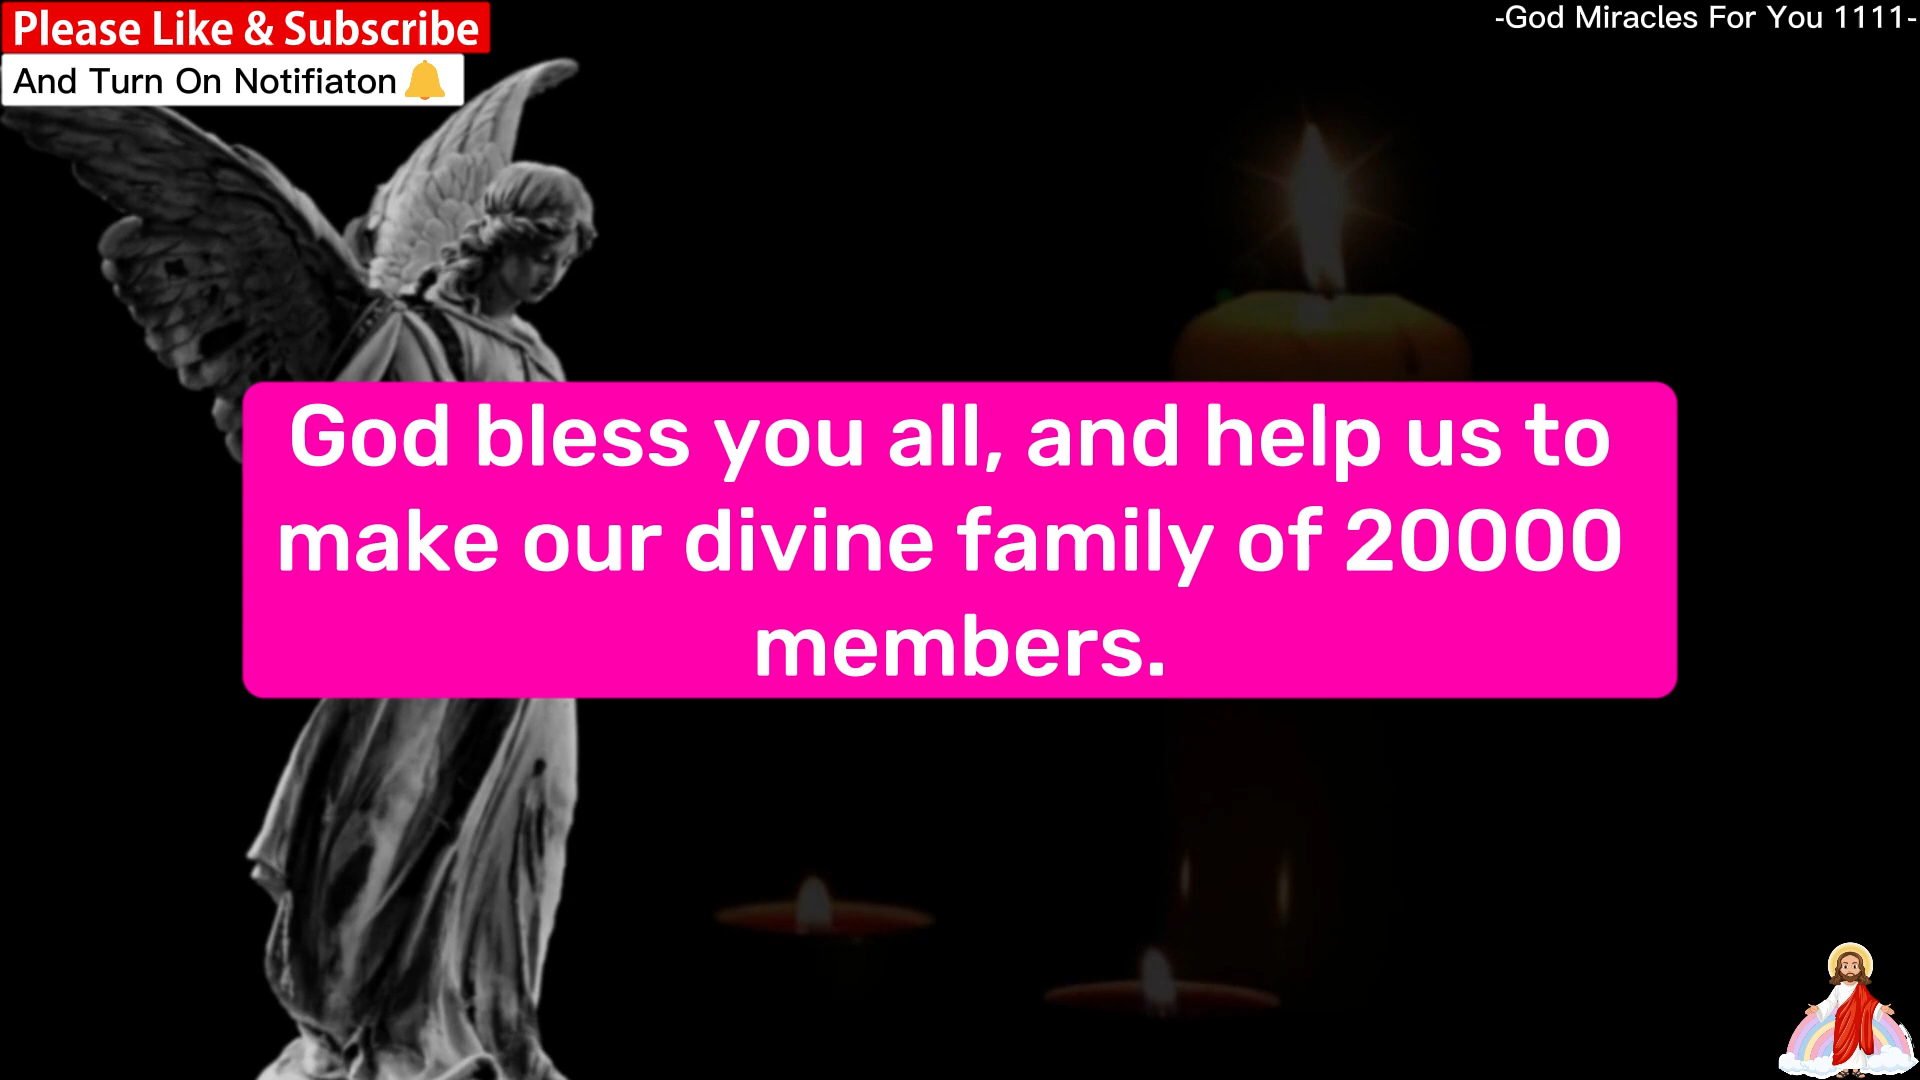 Please Like & Subscribe
And Turn On Notifiaton
-God Miracles For You 1111-
God bless you all, and help us to
make our divine family of 20000
members.